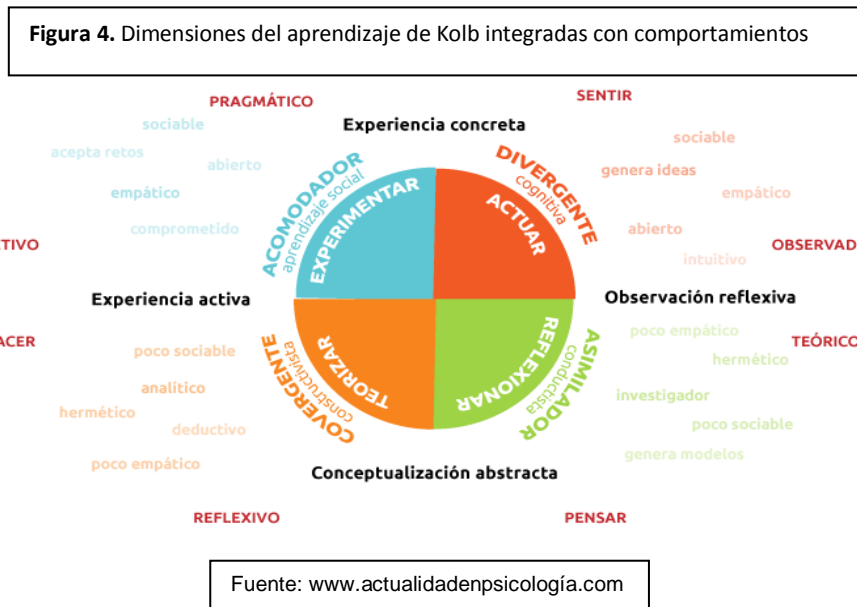 Figura 4. Dimensiones del aprendizaje de Kolb integradas con comportamientos
PRAGMÁTICO
SENTIR
sociable
Experiencia concreta
sociable
acepta retos
abierto
genera ideas
empático
empático
comprometido
abierto
intuitivo
ACOMODADOR
aprendizaje social
EXPERIMENTAR
DIVERGENTE
cognitiva
ACTUAR
TIVO
OBSERVAD
Experiencia activa
Observación reflexiva
ACER
TEÓRICO
poco sociable
analítico
hermético
deductivo
poco empático
COVERGENTE
constructivista
TEORIZAR
REFLEXIONAR
ASIMILADOR
conductista
poco empático
hermético
investigador
poco sociable
genera modelos
Conceptualización abstracta
REFLEXIVO
PENSAR
Fuente: www.actualidadenpsicología.com